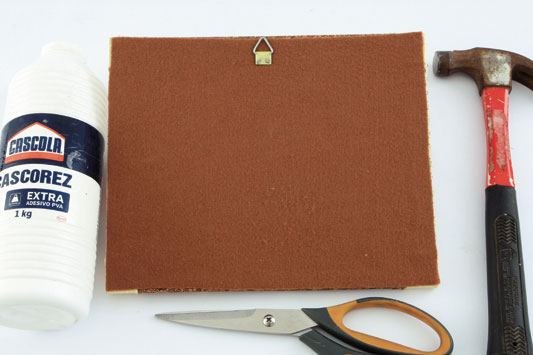 CASCOLA
CASCOREZ
EXTRA
ADESIVO PVA
1 kg